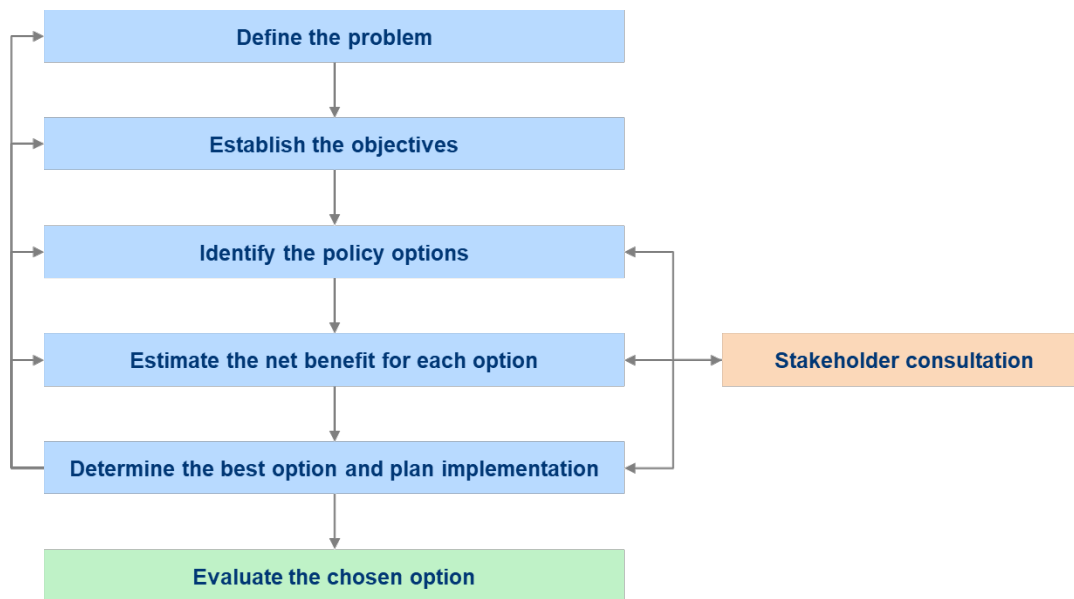 Define the problem
Establish the objectives
Identify the policy options
Estimate the net benefit for each option
Stakeholder consultation
Determine the best option and plan implementation
Evaluate the chosen option